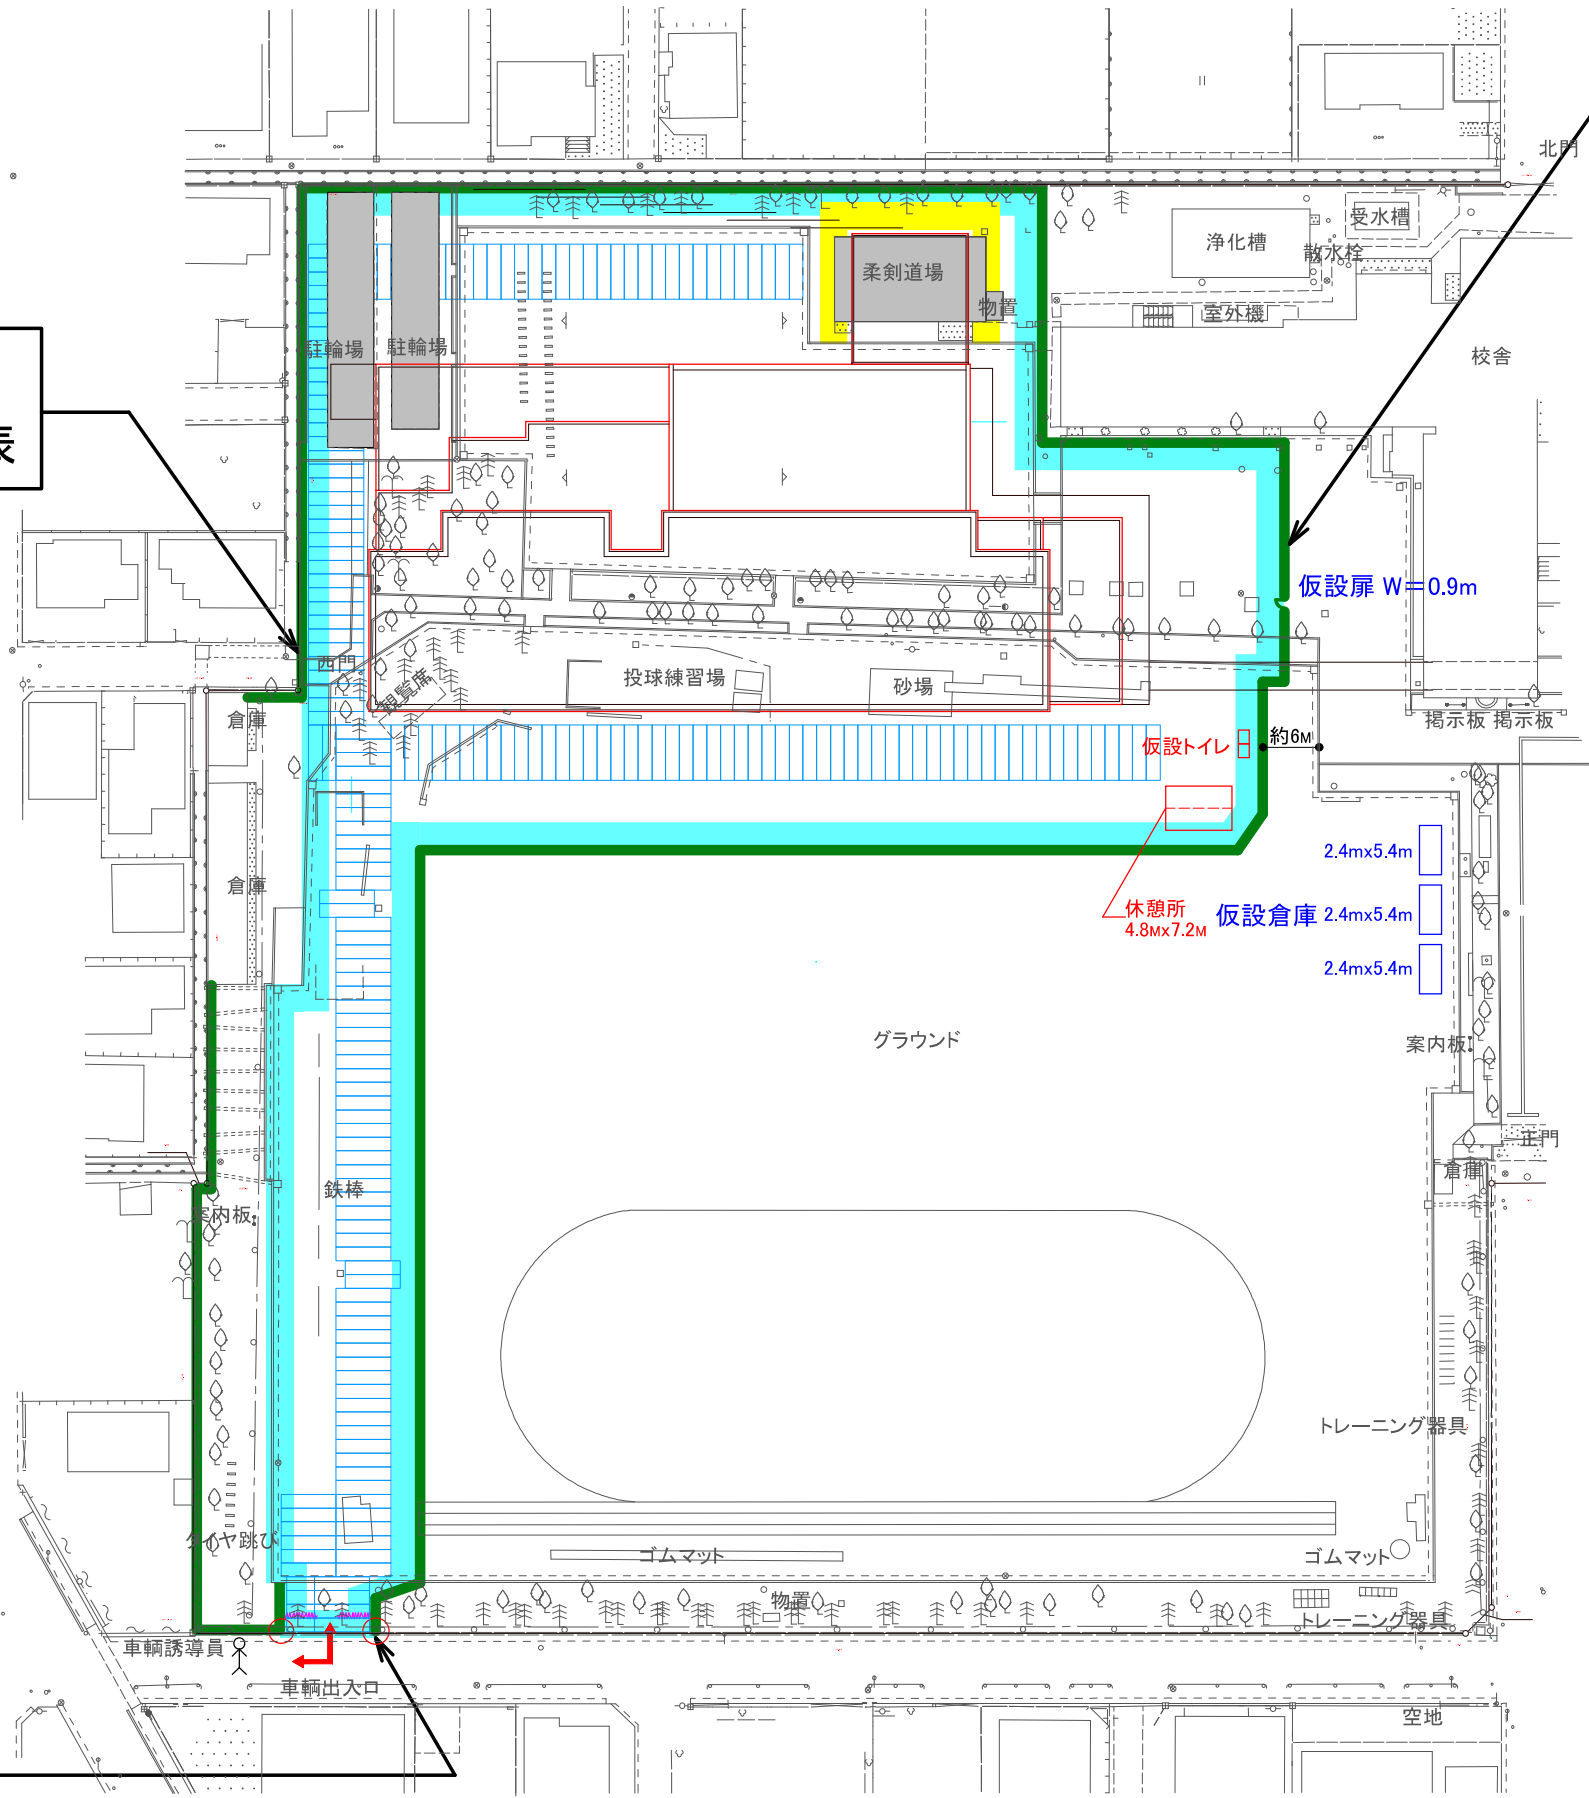 北門
受水槽
浄化槽
散水栓
柔剣道場
物置
室外機
駐輪場
駐輪場
校舎
表
仮設扉 W=0.9m
西門
観覧席
投球練習場
砂場
倉庫
掲示板 掲示板
仮設トイレ
約6M
2.4mx5.4m
倉庫
休憩所
4.8Mx7.2M
仮設倉庫 2.4mx5.4m
2.4mx5.4m
グラウンド
案内板
正門
倉庫
鉄棒
案内板
トレーニング器具
タイヤ跳び
ゴムマット
ゴムマット
物置
トレーニング器具
車輌誘導員
車輌出入口
空地